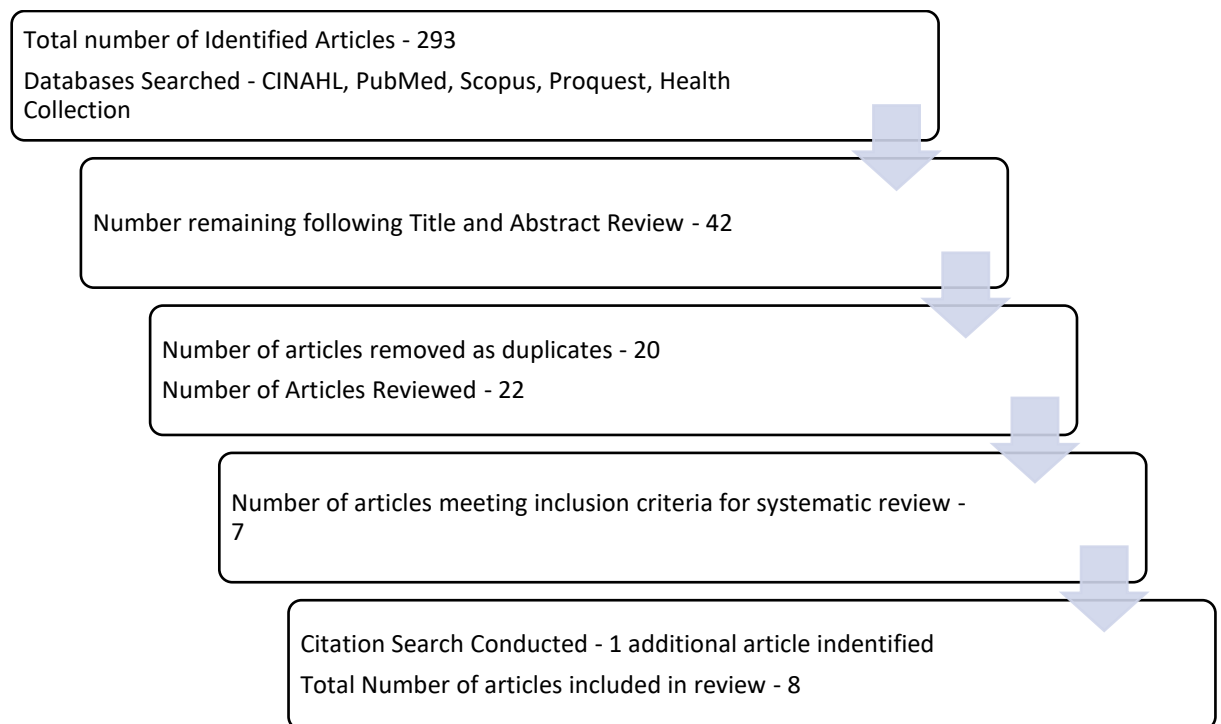 Total number of Identified Articles - 293
Databases Searched - CINAHL, PubMed, Scopus, Proquest, Health
Collection
Number remaining following Title and Abstract Review - 42
Number of articles removed as duplicates - 20
Number of Articles Reviewed - 22
Number of articles meeting inclusion criteria for systematic review -
7
Citation Search Conducted - 1 additional article indentified
Total Number of articles included in review - 8